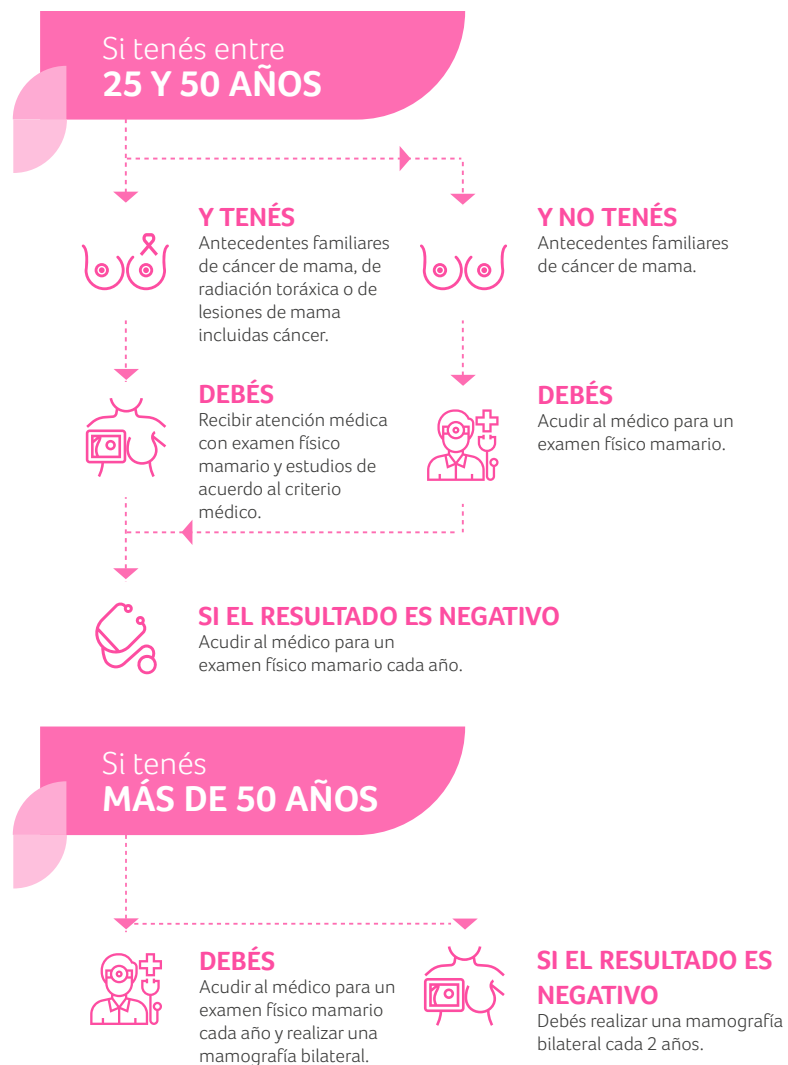 Si tenés entre
25 Y 50 AÑOS
Y TENÉS
Antecedentes familiares
de cáncer de mama, de
radiación toráxica o de
lesiones de mama
incluidas cáncer.
Y NO TENÉS
Antecedentes familiares
de cáncer de mama.
DEBÉS
Recibir atención médica
con examen físico
mamario y estudios de
acuerdo al criterio
médico.
DEBÉS
Acudir al médico para un
examen físico mamario.
SI EL RESULTADO ES NEGATIVO
Acudir al médico para un
examen físico mamario cada año.
Si tenés
MÁS DE 50 AÑOS
DEBÉS
Acudir al médico para un
examen físico mamario
cada año y realizar una
mamografía bilateral.
SI EL RESULTADO ES
NEGATIVO
Debés realizar una mamografía
bilateral cada 2 años.